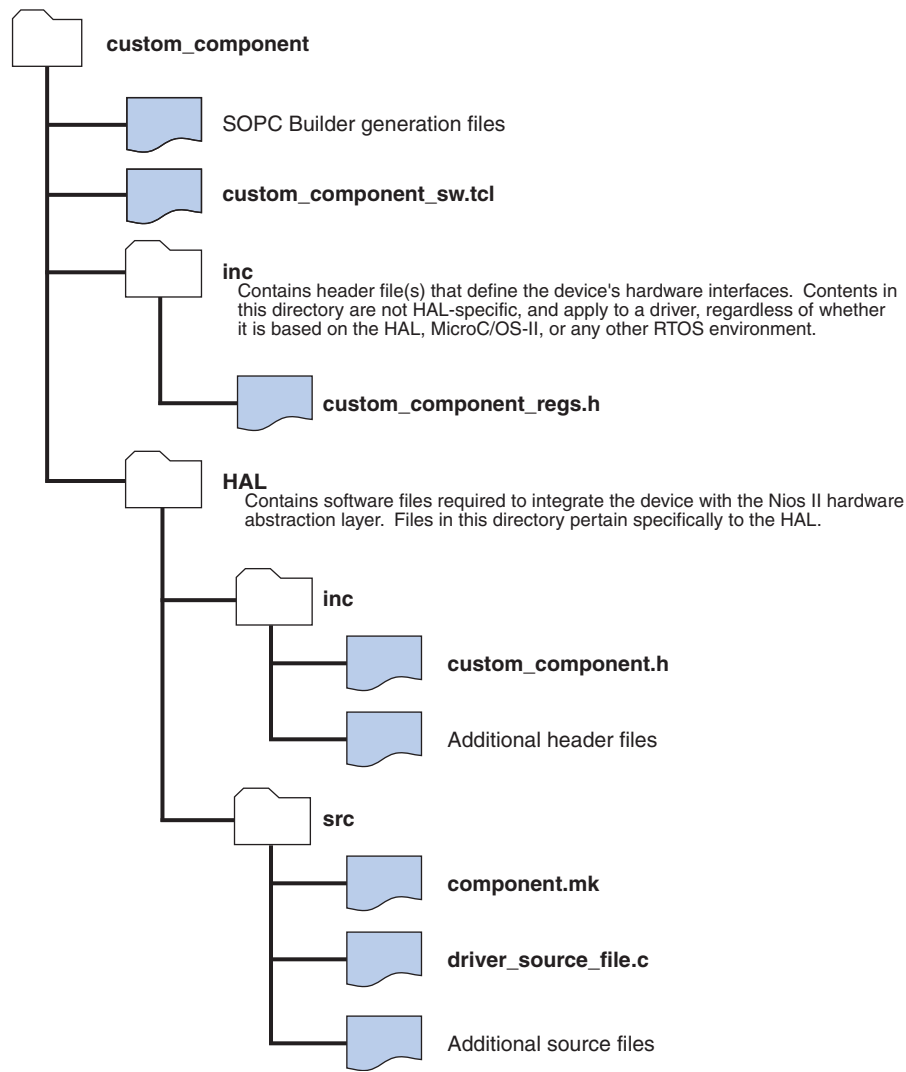 custom_component
SOPC Builder generation files
custom_component_sw.tcl
inc
Contains header file(s) that define the device's hardware interfaces. Contents in
this directory are not HAL-specific, and apply to a driver, regardless of whether
it is based on the HAL, MicroC/OS-II, or any other RTOS environment.
custom_component_regs.h
HAL
Contains software files required to integrate the device with the Nios II hardware
abstraction layer. Files in this directory pertain specifically to the HAL.
inc
custom_component.h
Additional header files
src
component.mk
driver_source_file.c
Additional source files